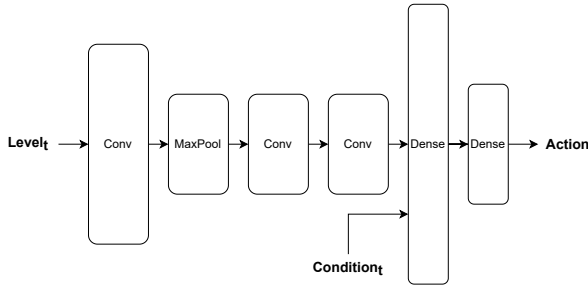 Level_t
Conv
MaxPool
Conv
Conv
Dense
Dense
Action
Condition_t